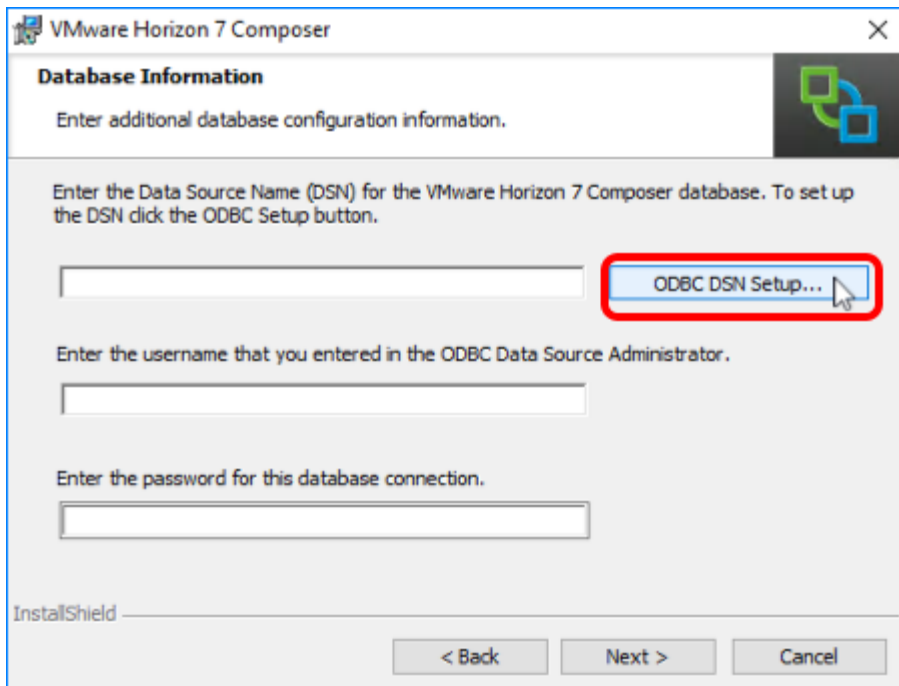 VMware Horizon 7 Composer
Database Information
Enter additional database configuration information.
Enter the Data Source Name (DSN) for the VMware Horizon 7 Composer database. To set up
the DSN click the ODBC Setup button.
ODBC DSN Setup...
Enter the username that you entered in the ODBC Data Source Administrator.
Enter the password for this database connection.
InstallShield
< Back
Next >
Cancel